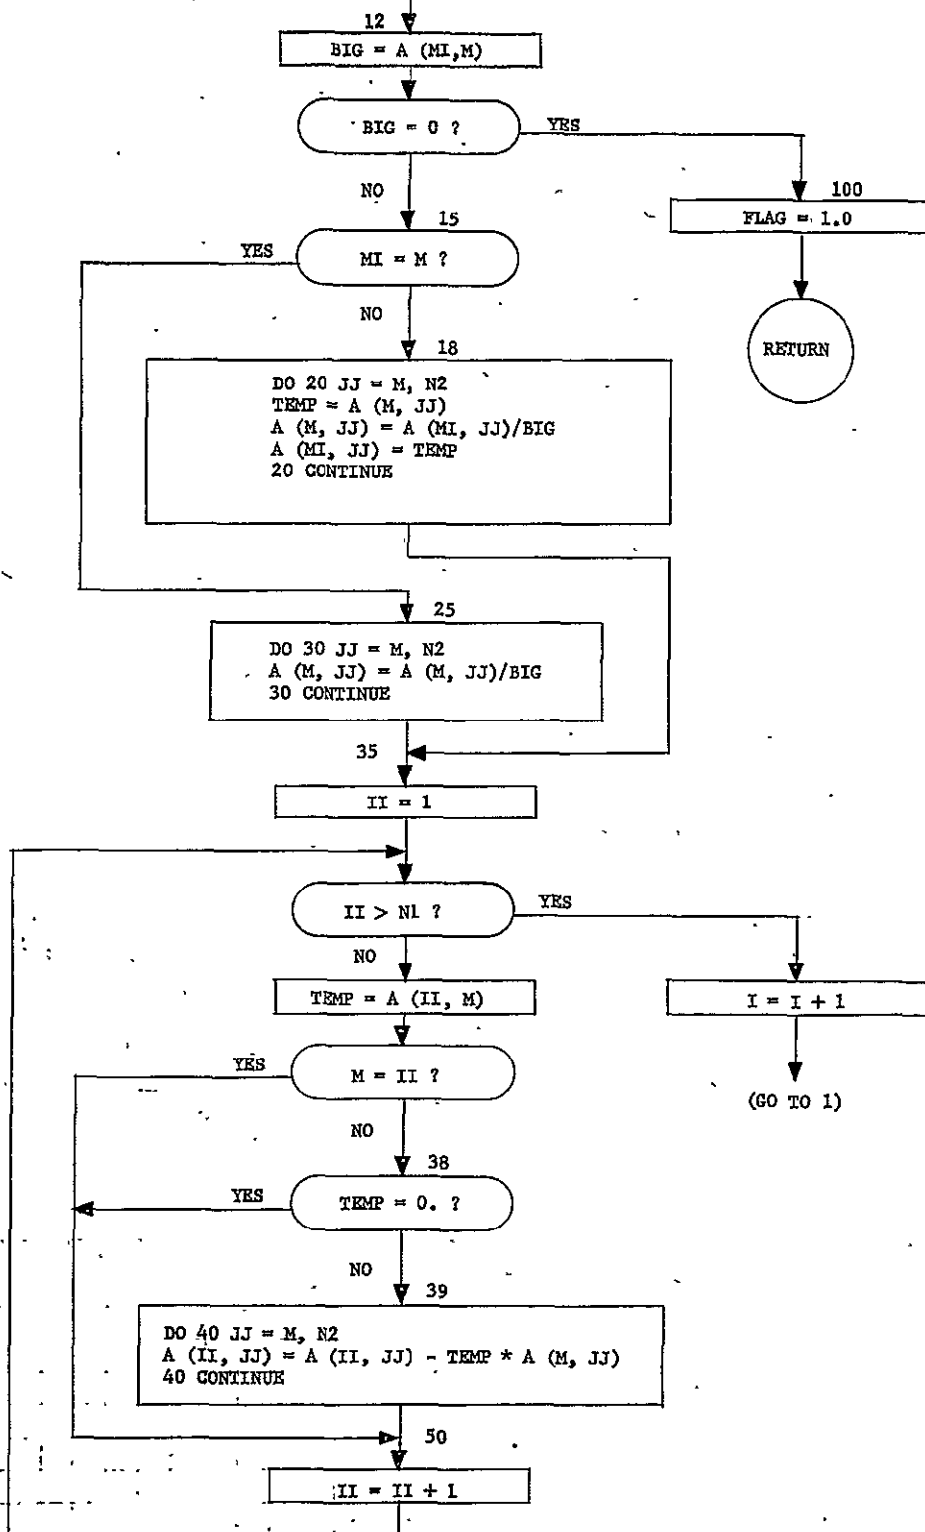 12
BIG = A (MI,M)
BIG = 0 ?
YES
NO
100
FLAG = 1.0
RETURN
15
MI = M ?
YES
NO
18
DO 20 JJ = M, N2
TEMP = A (M, JJ)
A (M, JJ) = A (MI, JJ)/BIG
A (MI, JJ) = TEMP
20 CONTINUE
25
DO 30 JJ = M, N2
A (M, JJ) = A (M, JJ)/BIG
30 CONTINUE
35
II = 1
II > N1 ?
YES
NO
I = I + 1
(GO TO 1)
TEMP = A (II, M)
M = II ?
YES
NO
38
TEMP = 0. ?
YES
NO
39
DO 40 JJ = M, N2
A (II, JJ) = A (II, JJ) - TEMP * A (M, JJ)
40 CONTINUE
50
II = II + 1